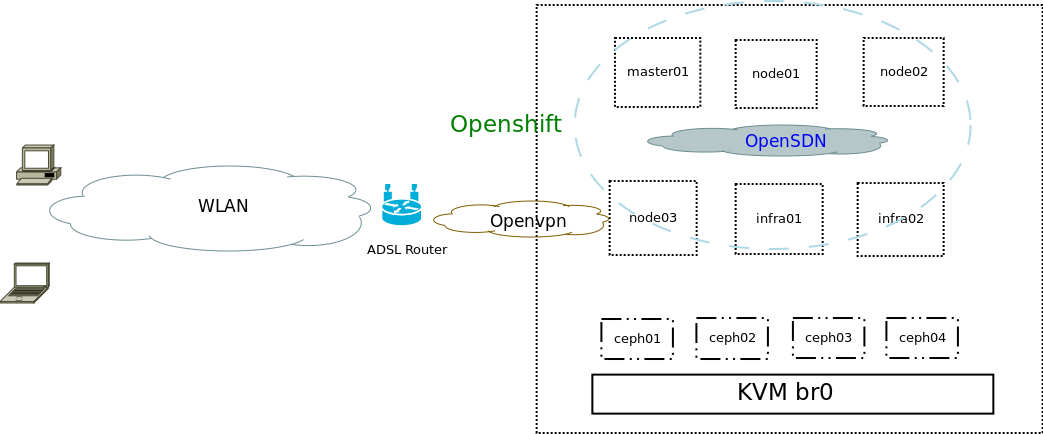 master01
node01
node02
Openshift
OpenSDN
WLAN
ADSL Router
Openvpn
node03
infra01
infra02
ceph01
ceph02
ceph03
ceph04
KVM br0